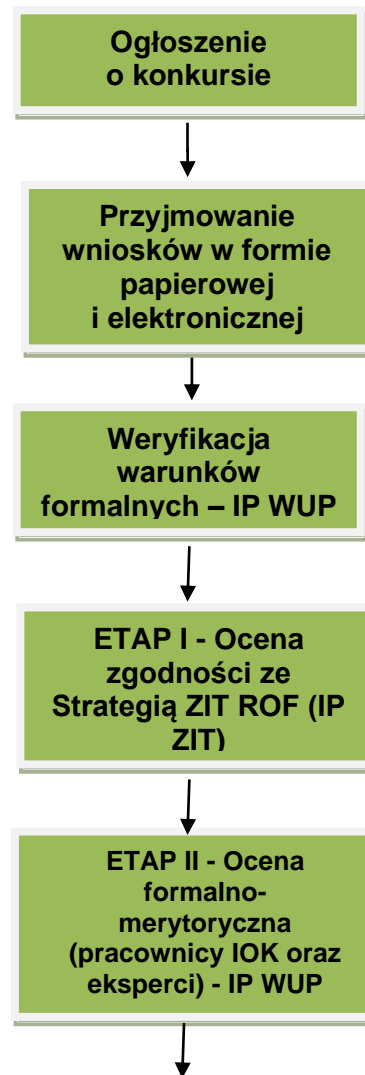 Ogłoszenie
o konkursie
Przyjmowanie
wniosków w formie
papierowej
i elektronicznej
Weryfikacja
warunków
formalnych – IP WUP
ETAP I - Ocena
zgodności ze
Strategią ZIT ROF (IP
ZIT)
ETAP II - Ocena
formalno-
merytoryczna
(pracownicy IOK oraz
eksperci) - IP WUP